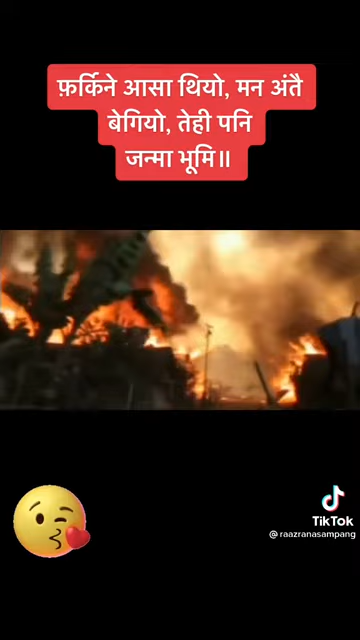 फ़र्किने आसा थियो, मन अंतै
बेगियो, तेही पनि
जन्मा भूमि॥
TikTok
@raazranasampang